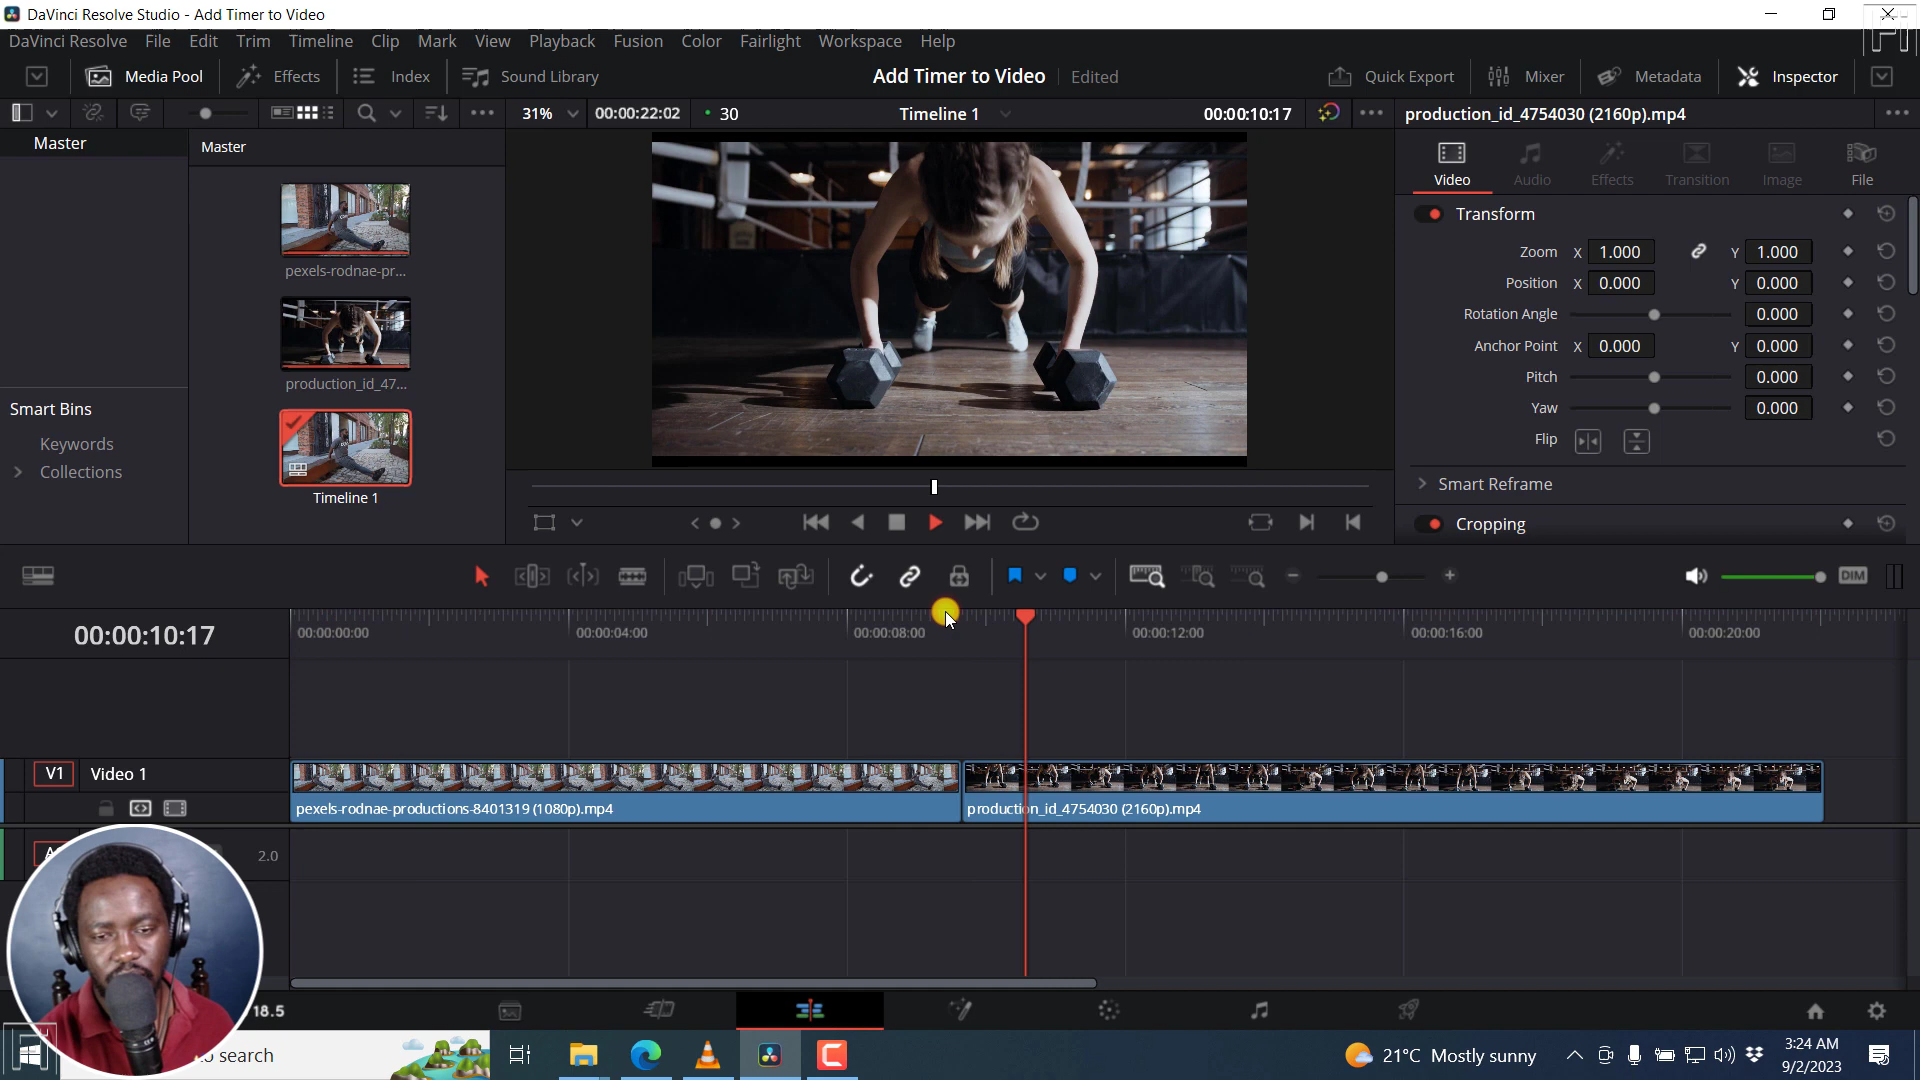 DaVinci Resolve Studio - Add Timer to Video
DaVinci Resolve File Edit Trim Timeline Clip Mark View Playback Fusion Color Fairlight Workspace Help
Media Pool Effects Index Sound Library Add Timer to Video Edited Quick Export Mixer Metadata Inspector
31% 00:00:22:02 30 Timeline 1 00:00:10:17 production_id_4754030 (2160p).mp4
Master
Master
Video Audio Effects Transition Image File
Transform
Zoom X 1.000 Y 1.000
Position X 0.000 Y 0.000
Rotation Angle 0.000
Anchor Point X 0.000 Y 0.000
Pitch 0.000
Yaw 0.000
Flip
Smart Reframe
Cropping
pexels-rodnae-pr...
production_id_47...
Timeline 1
Smart Bins
Keywords
Collections
DIM
00:00:10:17
00:00:00:00 00:00:04:00 00:00:08:00 00:00:12:00 00:00:16:00 00:00:20:00
V1 Video 1
pexels-rodnae-productions-8401319 (1080p).mp4 production_id_4754030 (2160p).mp4
2.0
18.5
search
21°C Mostly sunny
3:24 AM
9/2/2023